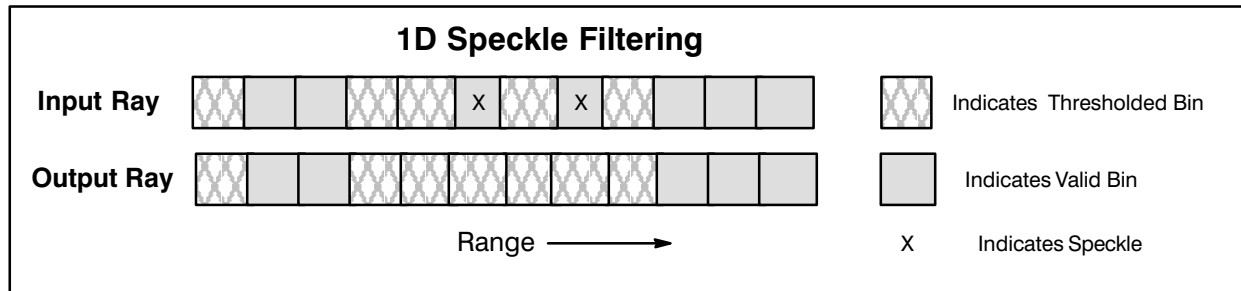 1D Speckle Filtering
Input Ray
X
X
Indicates Thresholded Bin
Output Ray
Indicates Valid Bin
Range
X
Indicates Speckle